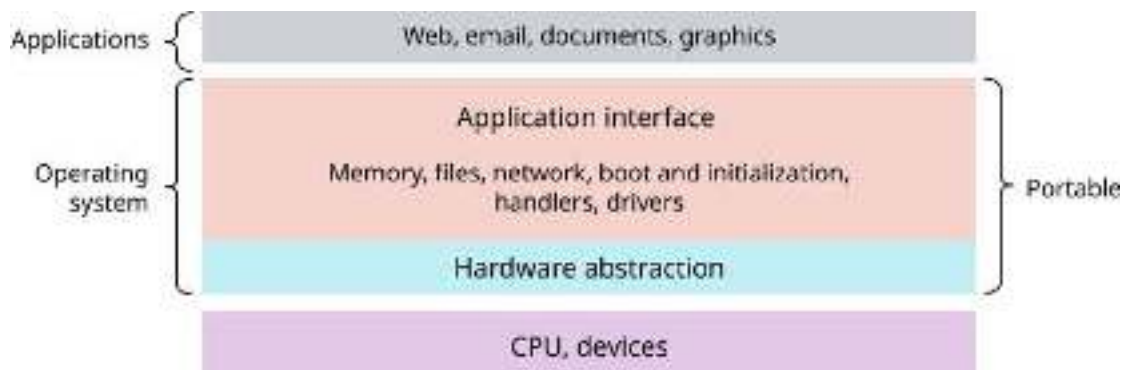 Applications
Web, email, documents, graphics
Application interface
Operating
system
Memory, files, network, boot and initialization,
handlers, drivers
Portable
Hardware abstraction
CPU, devices